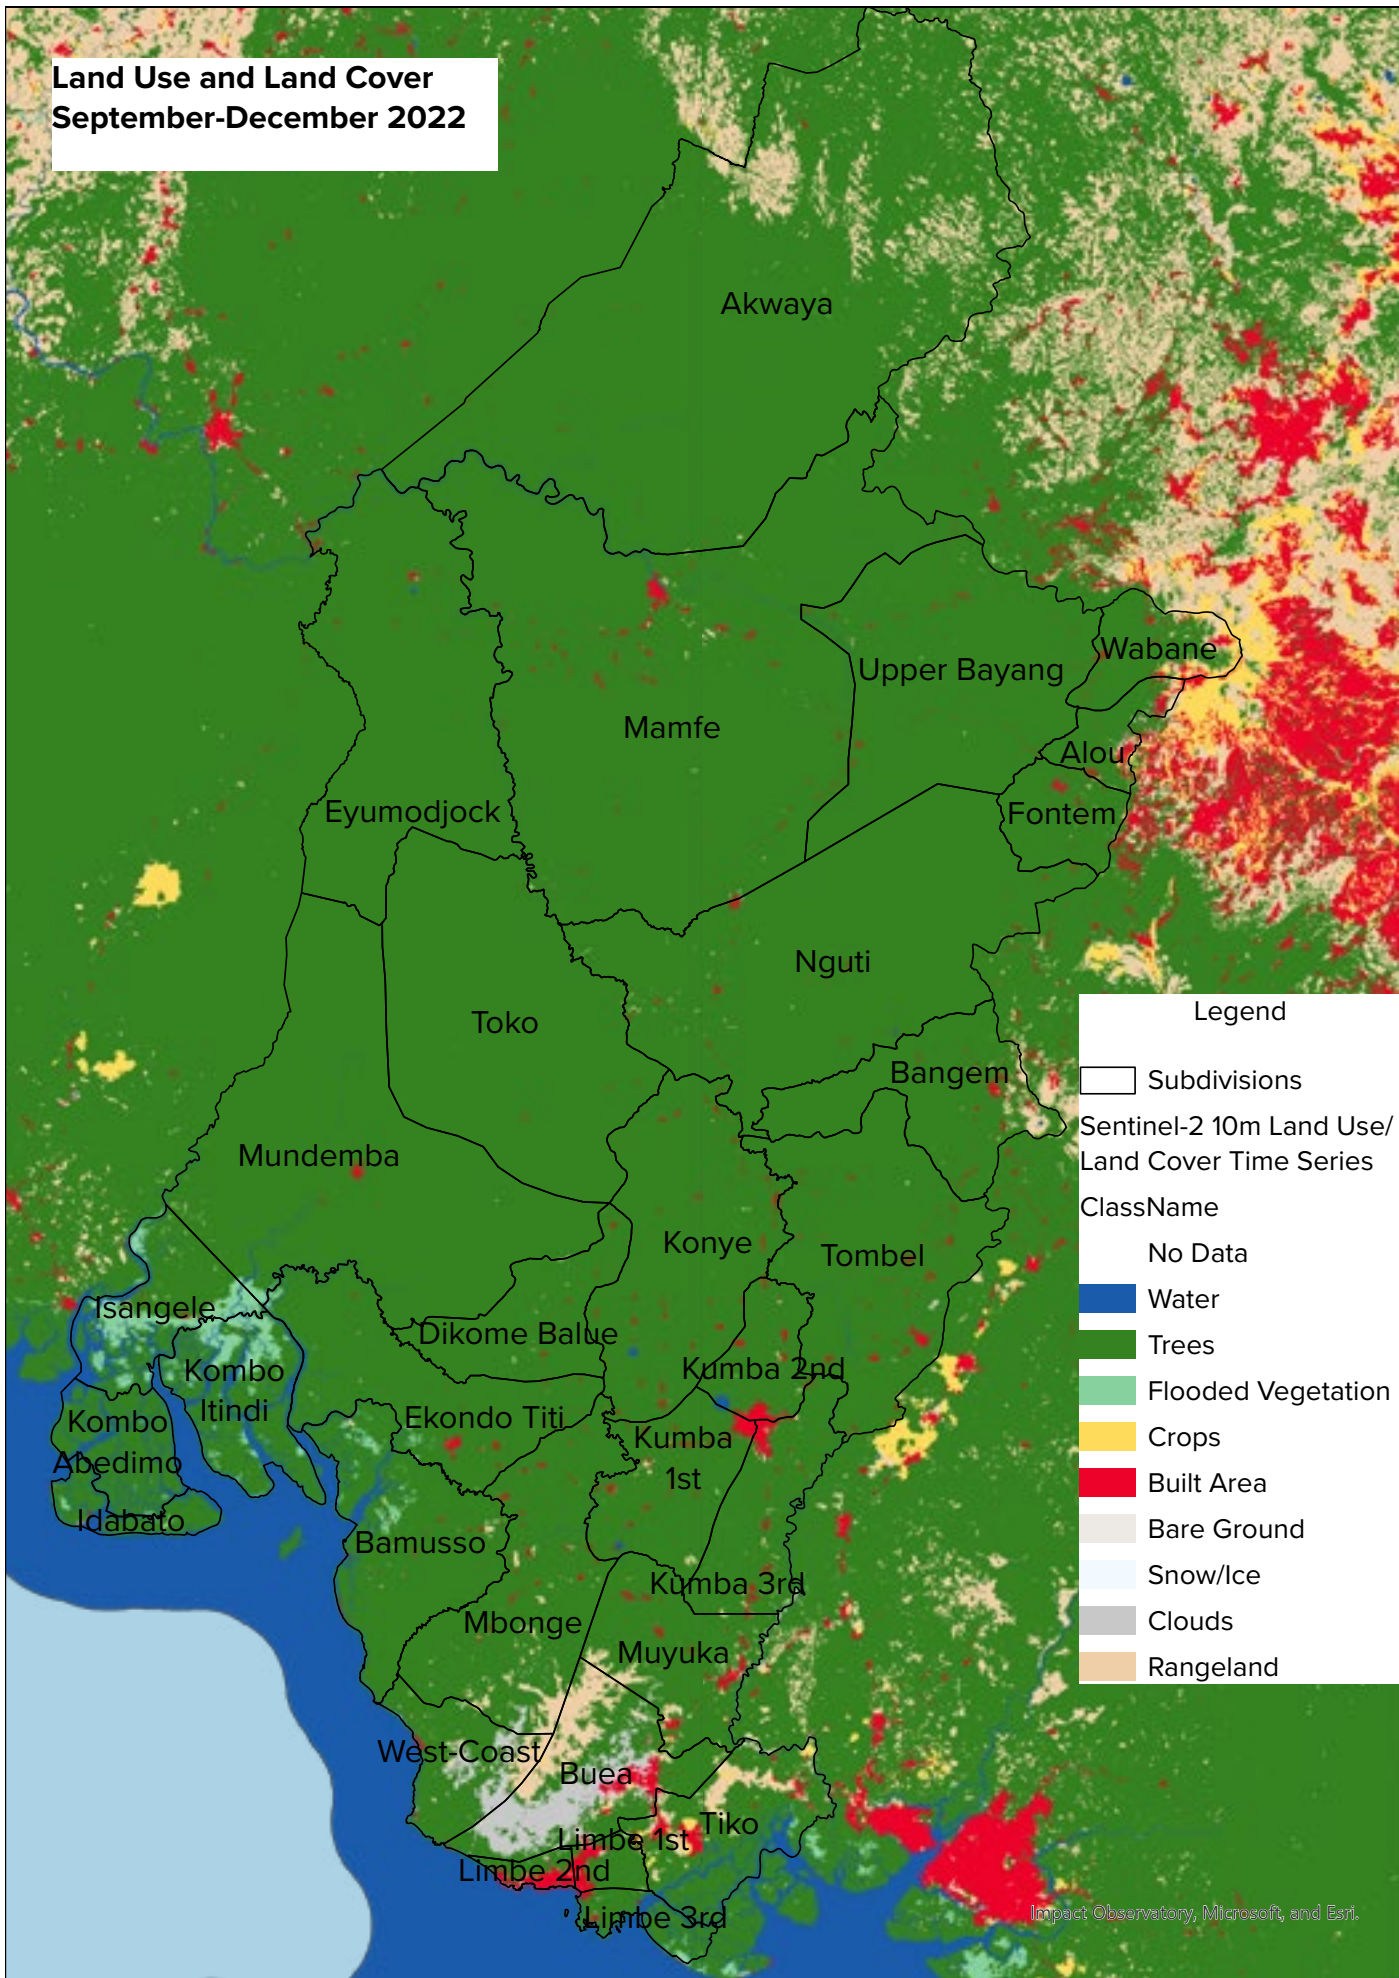 Land Use and Land Cover
September-December 2022
Akwaya
Wabane
Upper Bayang
Mamfe
Alou
Eyumodjock
Fontem
Nguti
Toko
Bangem
Mundemba
Konye
Tombel
Isangele
Dikome Balue
Kombo
Itindi
Kumba 2nd
Kombo
Abedimo
Ekondo Titi
Kumba
1st
Idabato
Bamusso
Kumba 3rd
Mbonge
Muyuka
West-Coast
Buea
Tiko
Limbe 1st
Limbe 2nd
Limbe 3rd
Legend
Subdivisions
Sentinel-2 10m Land Use/
Land Cover Time Series
ClassName
No Data
Water
Trees
Flooded Vegetation
Crops
Built Area
Bare Ground
Snow/Ice
Clouds
Rangeland
Impact Observatory, Microsoft, and Esri.